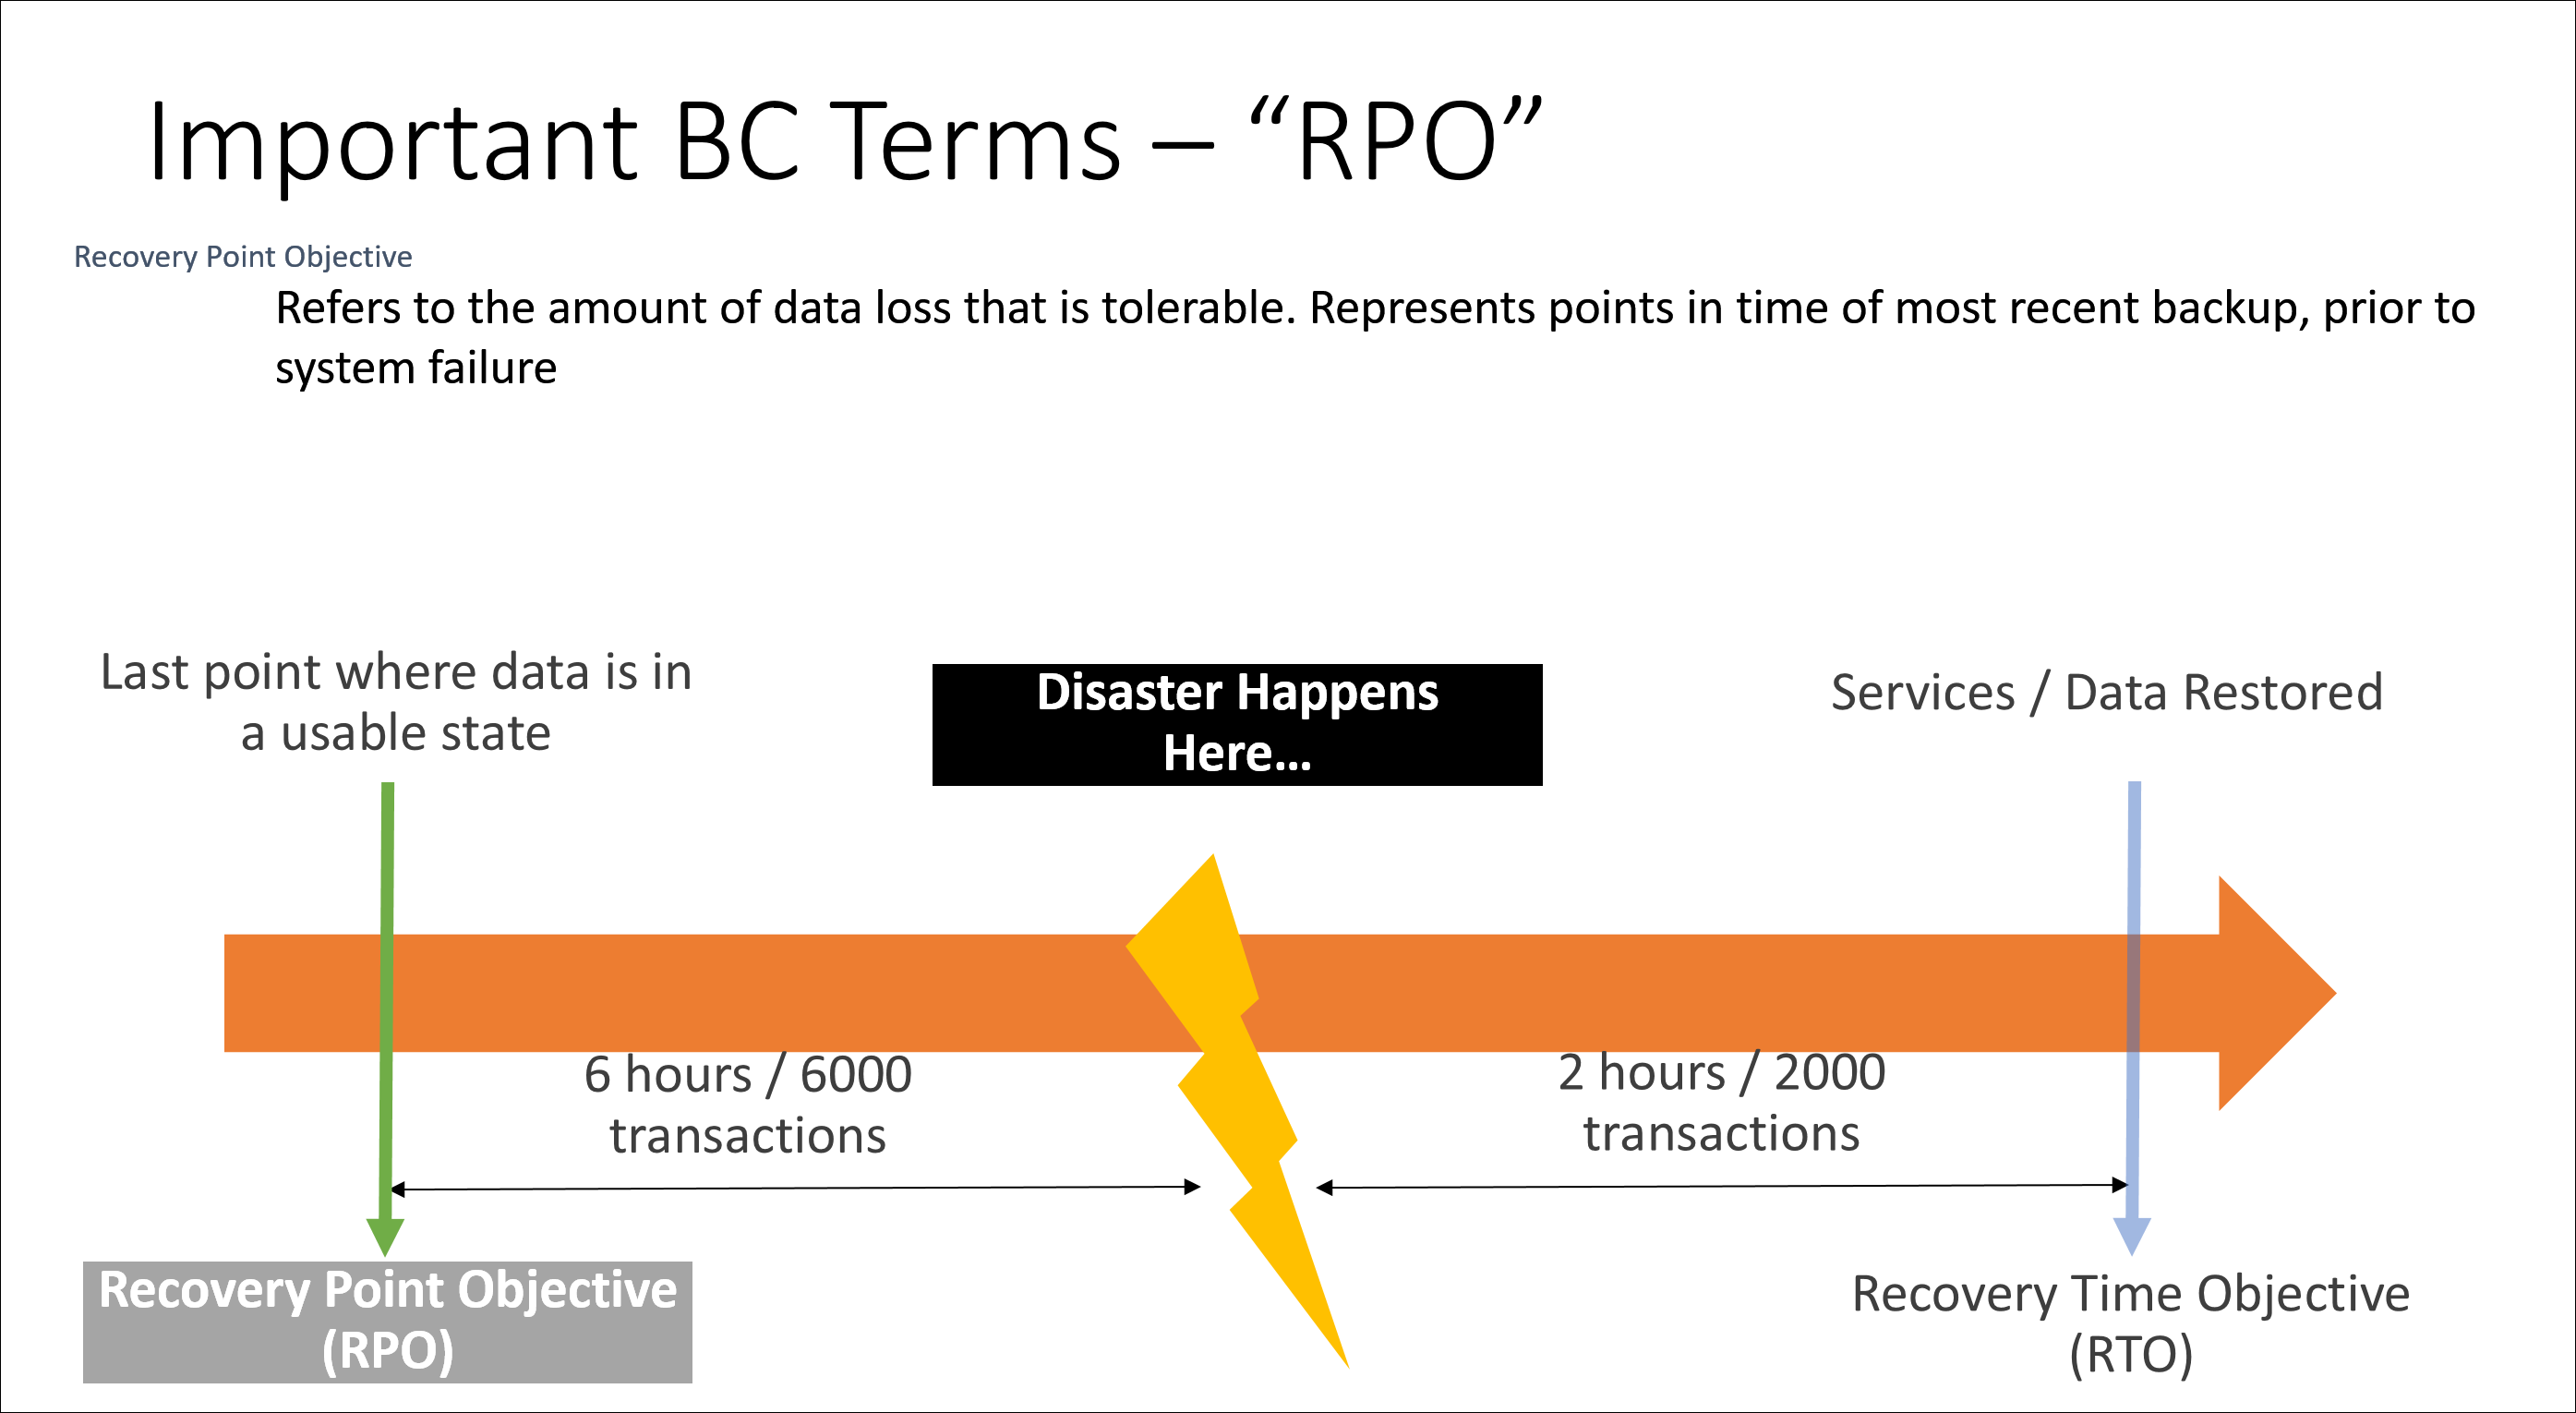 Important BC Terms – “RPO”
Recovery Point Objective
Refers to the amount of data loss that is tolerable. Represents points in time of most recent backup, prior to
system failure
Last point where data is in
a usable state
Disaster Happens
Here...
Services / Data Restored
6 hours / 6000
transactions
2 hours / 2000
transactions
Recovery Point Objective
(RPO)
Recovery Time Objective
(RTO)